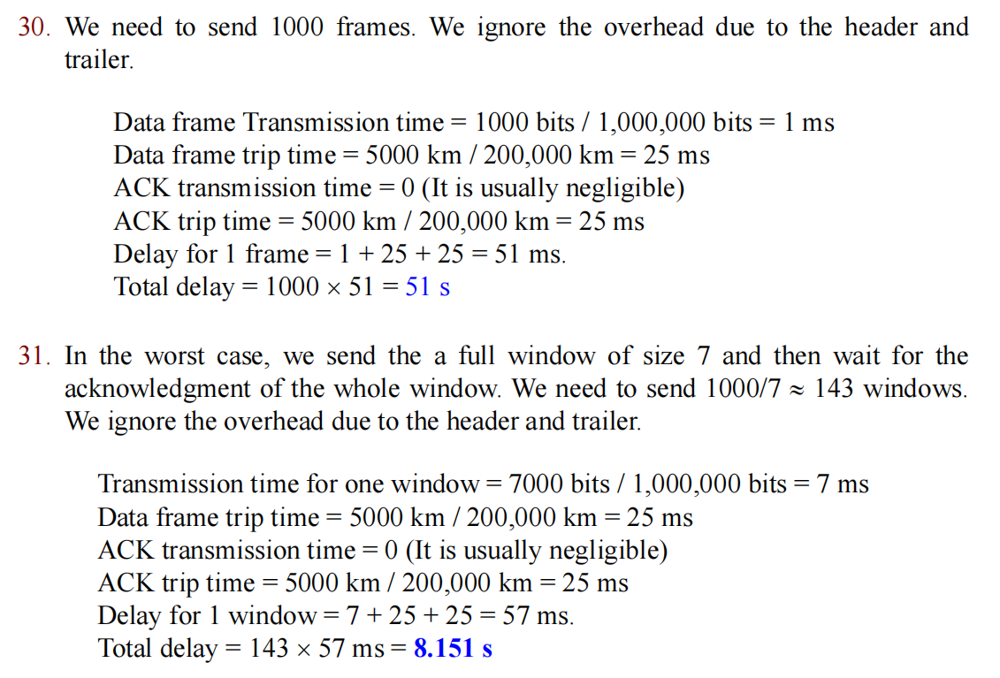 30. We need to send 1000 frames. We ignore the overhead due to the header and
trailer.
Data frame Transmission time = 1000 bits / 1,000,000 bits = 1 ms
Data frame trip time = 5000 km / 200,000 km = 25 ms
ACK transmission time = 0 (It is usually negligible)
ACK trip time = 5000 km / 200,000 km = 25 ms
Delay for 1 frame = 1 + 25 + 25 = 51 ms.
Total delay = 1000 × 51 = 51 s
31. In the worst case, we send the a full window of size 7 and then wait for the
acknowledgment of the whole window. We need to send 1000/7 ≈ 143 windows.
We ignore the overhead due to the header and trailer.
Transmission time for one window = 7000 bits / 1,000,000 bits = 7 ms
Data frame trip time = 5000 km / 200,000 km = 25 ms
ACK transmission time = 0 (It is usually negligible)
ACK trip time = 5000 km / 200,000 km = 25 ms
Delay for 1 window = 7 + 25 + 25 = 57 ms.
Total delay = 143 × 57 ms = 8.151 s